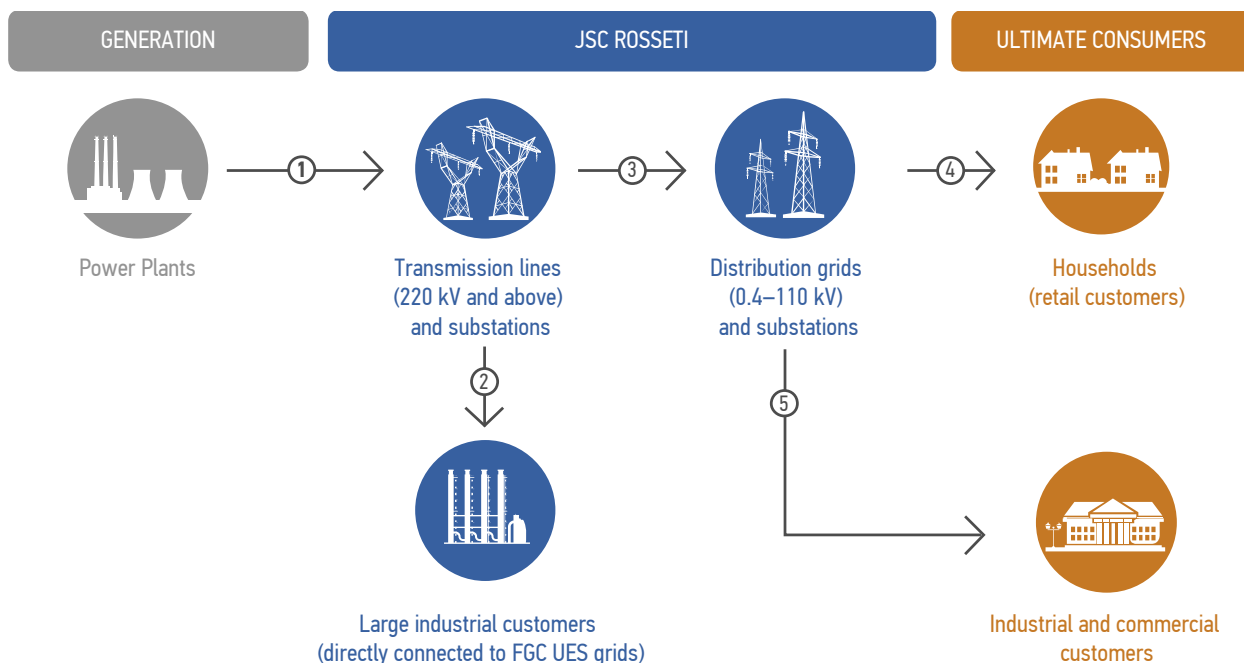 GENERATION
JSC ROSSETI
ULTIMATE CONSUMERS
1
3
4
Power Plants
Transmission lines
(220 kV and above)
and substations
Distribution grids
(0.4–110 kV)
and substations
Households
(retail customers)
2
5
Large industrial customers
(directly connected to FGC UES grids)
Industrial and commercial
customers